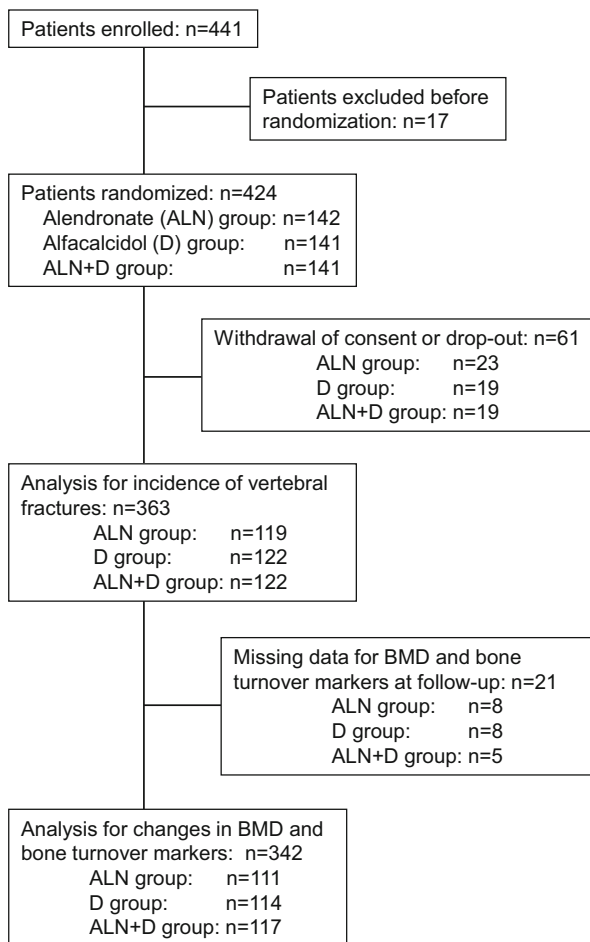 Patients enrolled: n=441
Patients excluded before
randomization: n=17
Patients randomized: n=424
Alendronate (ALN) group: n=142
Alfacalcidol (D) group: n=141
ALN+D group: n=141
Withdrawal of consent or drop-out: n=61
ALN group: n=23
D group: n=19
ALN+D group: n=19
Analysis for incidence of vertebral
fractures: n=363
ALN group: n=119
D group: n=122
ALN+D group: n=122
Missing data for BMD and bone
turnover markers at follow-up: n=21
ALN group: n=8
D group: n=8
ALN+D group: n=5
Analysis for changes in BMD and
bone turnover markers: n=342
ALN group: n=111
D group: n=114
ALN+D group: n=117